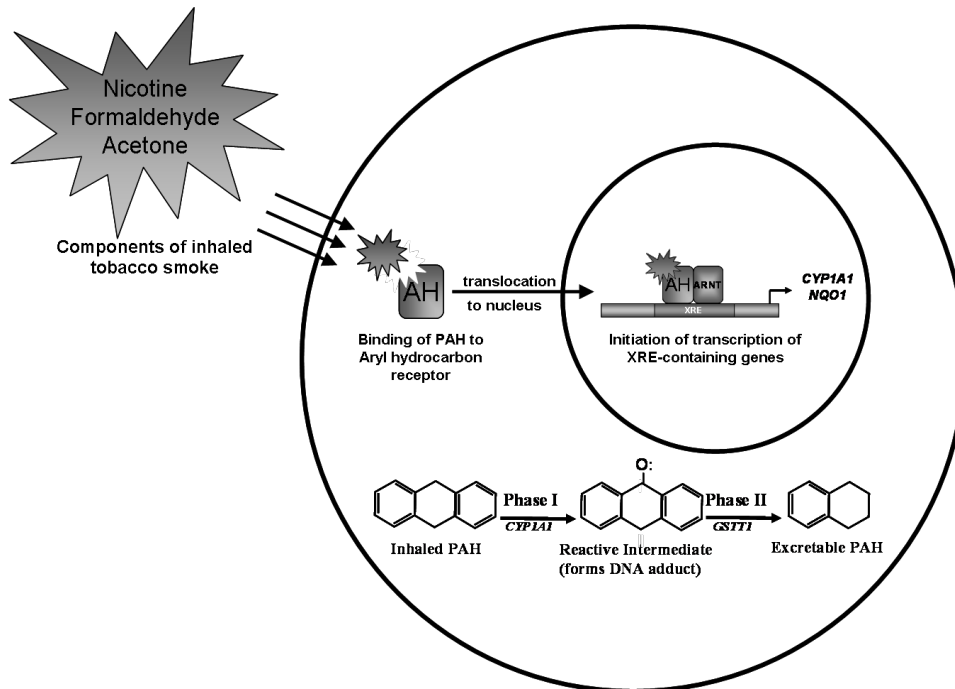 Nicotine
Formaldehyde
Acetone
Components of inhaled
tobacco smoke
AH
Binding of PAH to
Aryl hydrocarbon
receptor
translocation
to nucleus
AH
ARNT
XRE
CYP1A1
NQO1
Initiation of transcription of
XRE-containing genes
Inhaled PAH
Phase I
CYP1A1
O:
Reactive Intermediate
(forms DNA adduct)
Phase II
GSTT1
Excretable PAH